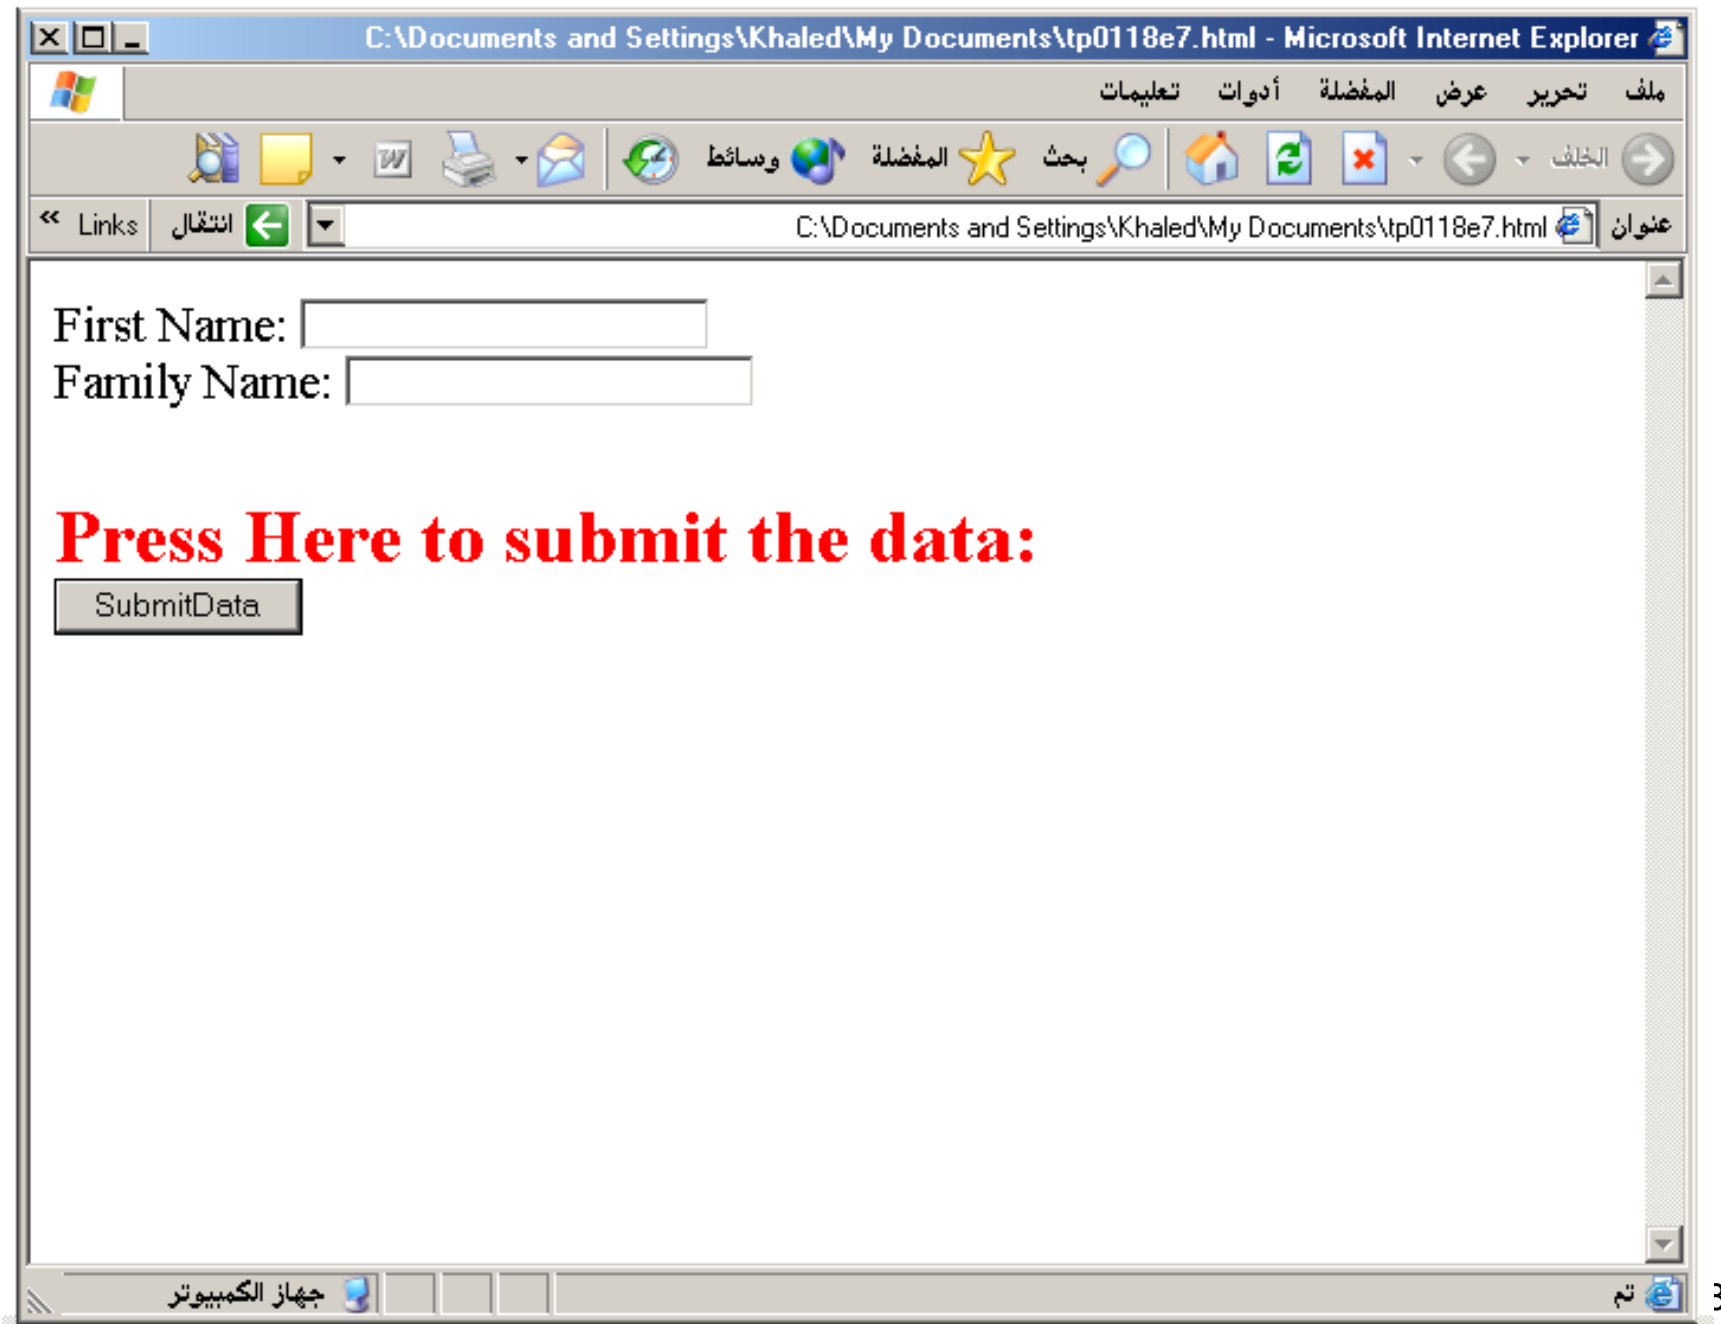 C:\Documents and Settings\Khaled\My Documents\tp0118e7.html - Microsoft Internet Explorer
ملف تحرير عرض المفضلة أدوات تعليمات
الخلف بحث المفضلة وسائط
عنوان C:\Documents and Settings\Khaled\My Documents\tp0118e7.html انتقال Links
First Name:
Family Name:
Press Here to submit the data:
SubmitData
تم جهاز الكمبيوتر